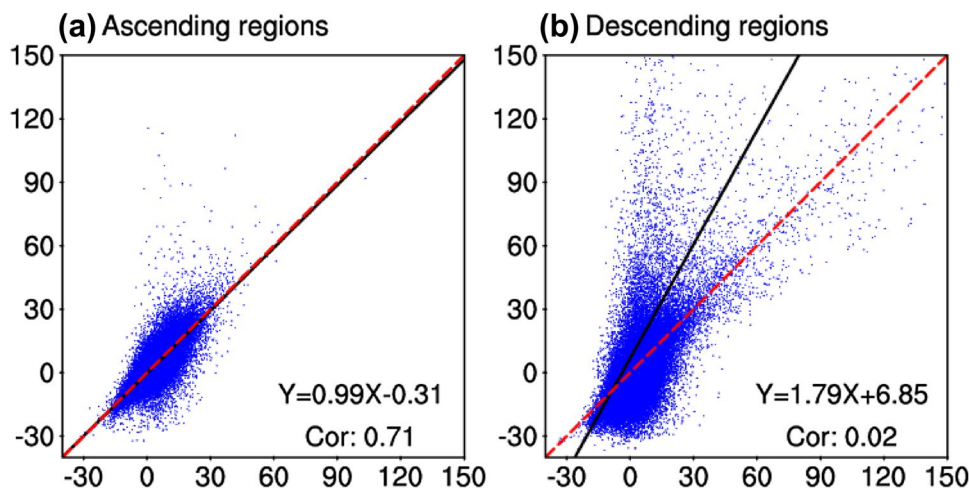 (a) Ascending regions
150
120
90
60
30
0
-30
Y=0.99X-0.31
Cor: 0.71
-30 0 30 60 90 120 150
(b) Descending regions
150
120
90
60
30
0
-30
Y=1.79X+6.85
Cor: 0.02
-30 0 30 60 90 120 150